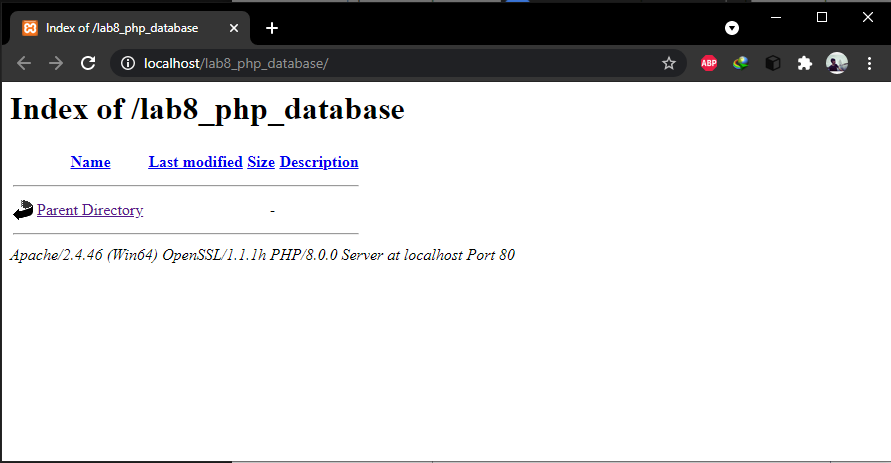 Index of /lab8_php_database
localhost/lab8_php_database/
ABP
Index of /lab8_php_database
Name Last modified Size Description
Parent Directory -
Apache/2.4.46 (Win64) OpenSSL/1.1.1h PHP/8.0.0 Server at localhost Port 80